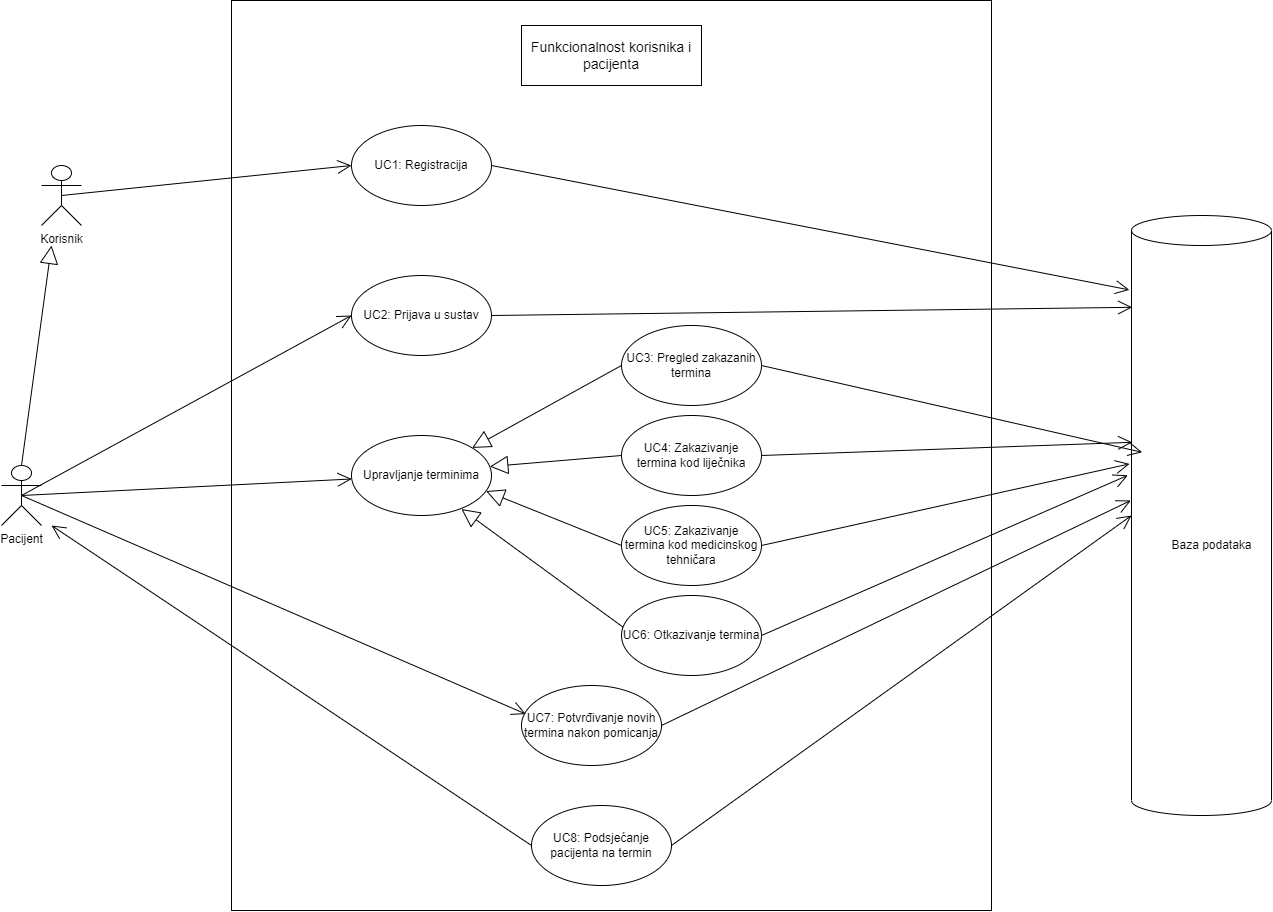 Funkcionalnost korisnika i
pacijenta
UC1: Registracija
Korisnik
UC2: Prijava u sustav
UC3: Pregled zakazanih
termina
UC4: Zakazivanje
termina kod liječnika
Upravljanje terminima
UC5: Zakazivanje
termina kod medicinskog
tehničara
Pacijent
Baza podataka
UC6: Otkazivanje termina
UC7: Potvrđivanje novih
termina nakon pomicanja
UC8: Podsjećanje
pacijenta na termin